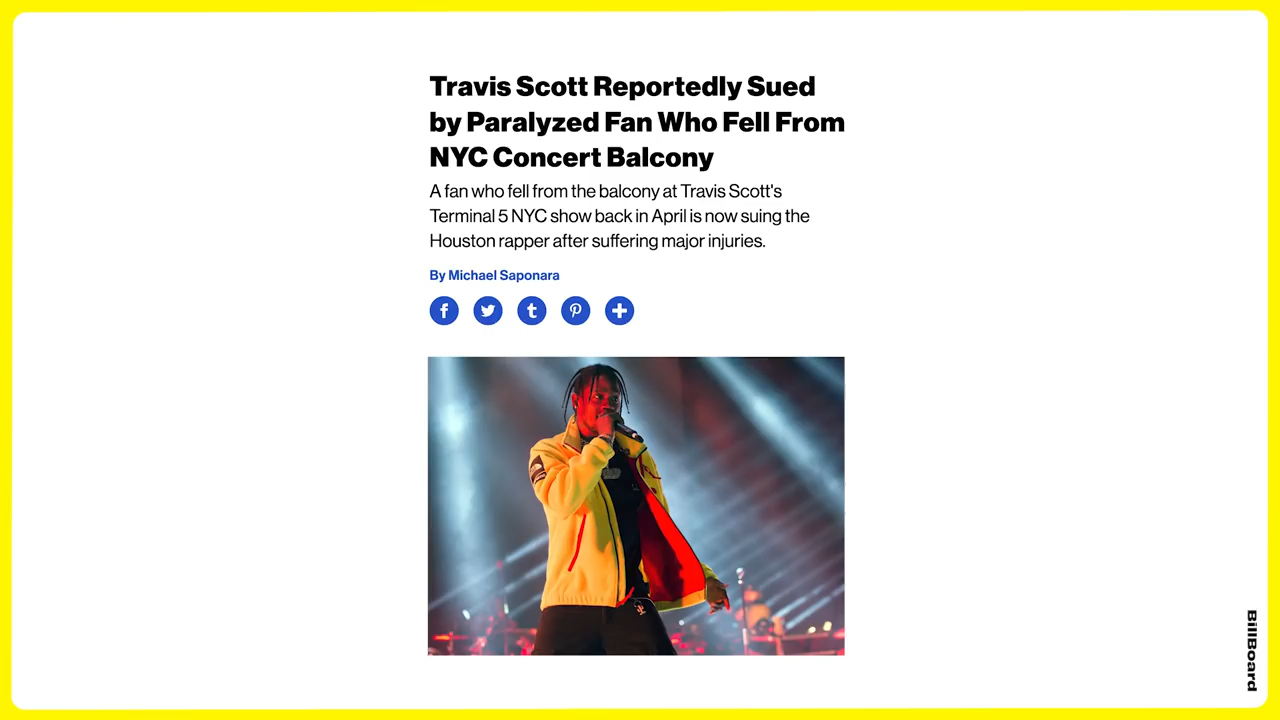 Travis Scott Reportedly Sued
by Paralyzed Fan Who Fell From
NYC Concert Balcony
A fan who fell from the balcony at Travis Scott's
Terminal 5 NYC show back in April is now suing the
Houston rapper after suffering major injuries.
By Michael Saponara
BillBoard